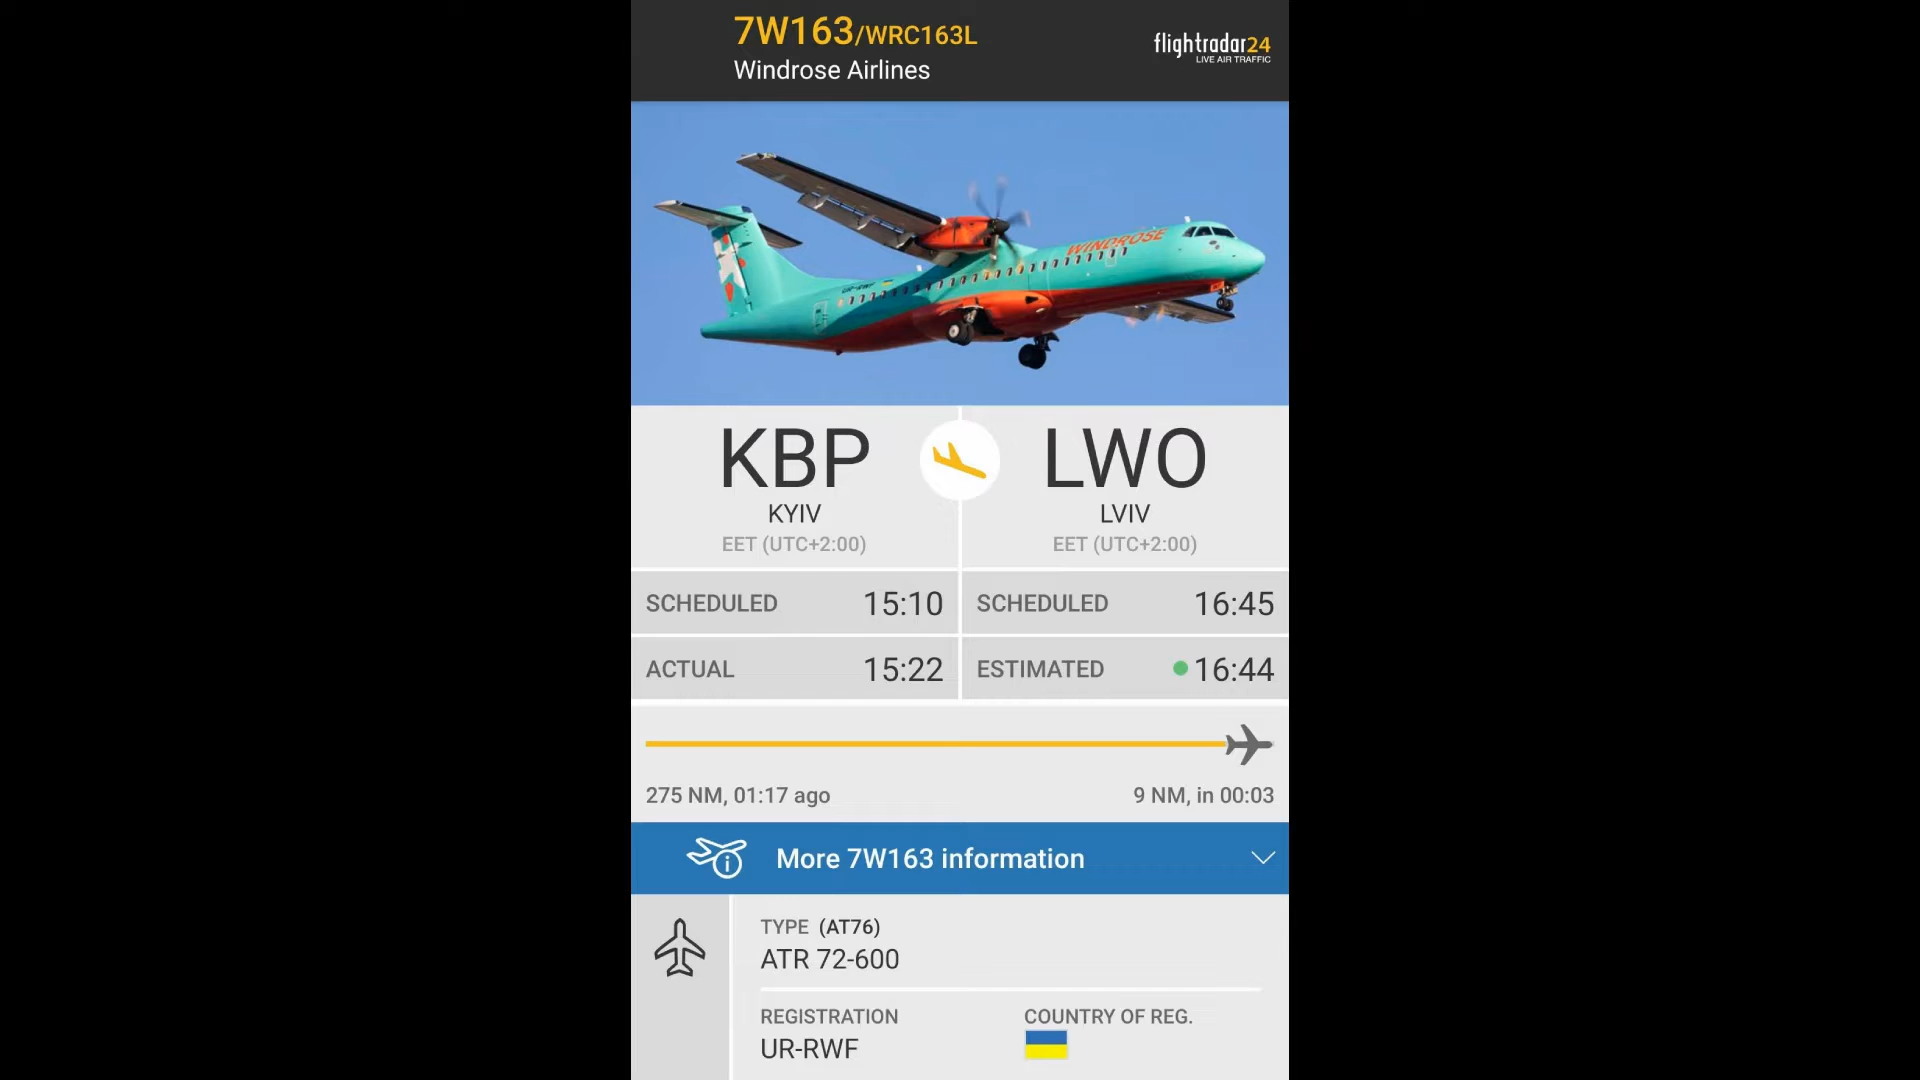 7W163/WRC163L
Windrose Airlines
flightradar24
LIVE AIR TRAFFIC
WINDROSE
UR-RWF
KBP
KYIV
EET (UTC+2:00)
LWO
LVIV
EET (UTC+2:00)
SCHEDULED 15:10
SCHEDULED 16:45
ACTUAL 15:22
ESTIMATED 16:44
275 NM, 01:17 ago
9 NM, in 00:03
More 7W163 information
TYPE (AT76)
ATR 72-600
REGISTRATION
UR-RWF
COUNTRY OF REG.